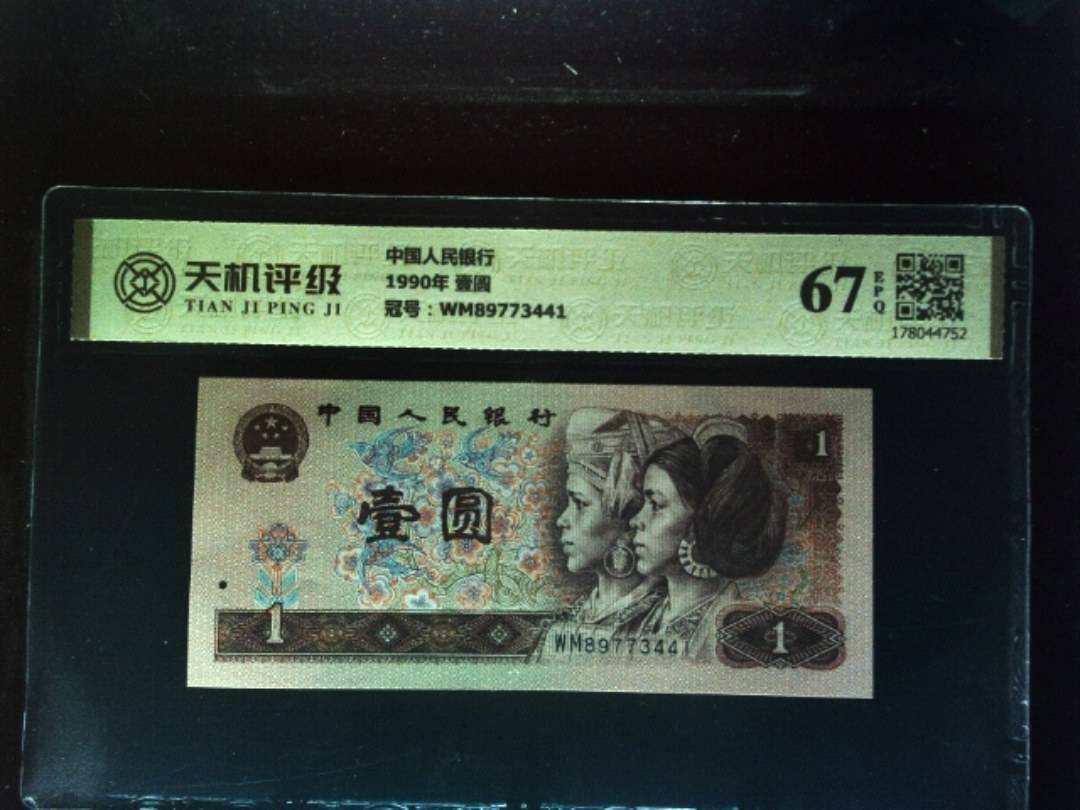 天机评级
TIAN JI PING JI
中国人民银行
1990年 壹圆
冠号：WM89773441
67
EPQ
178044752
中国人民银行
1
壹圆
1
WM89773441
1